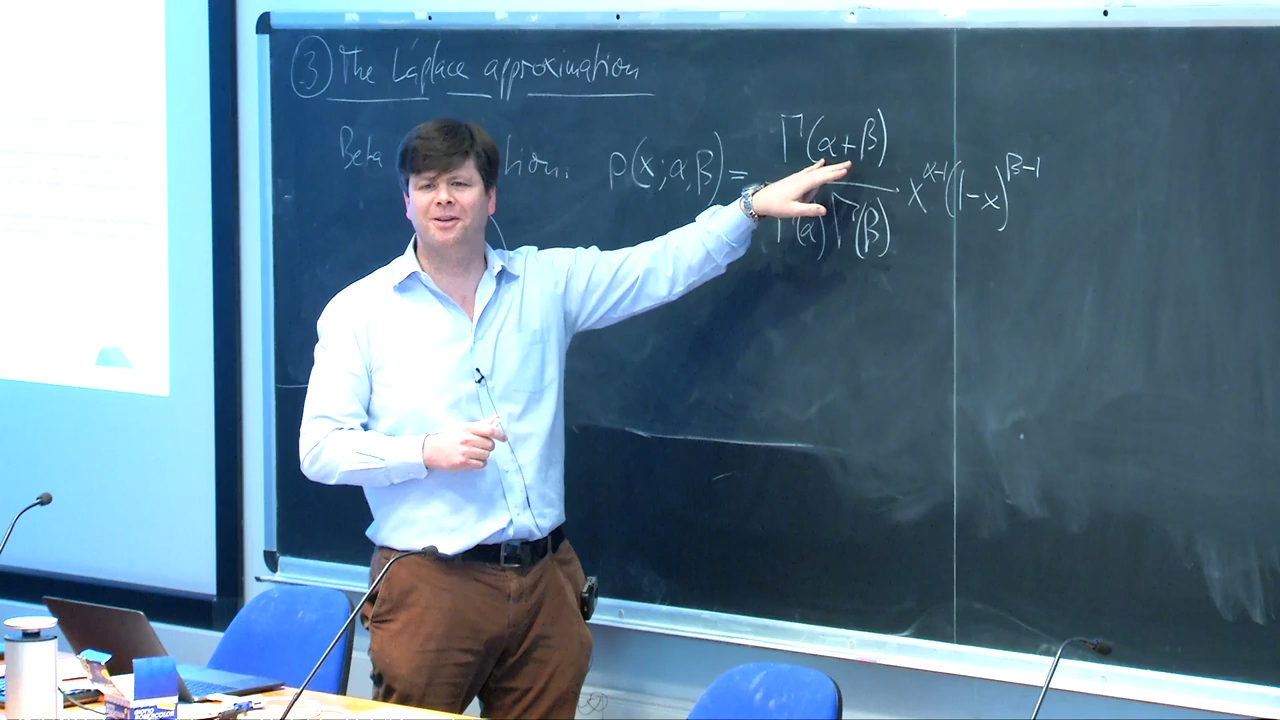 ③ The Laplace approximation
Beta tion. p(x;α,β) = Γ(α+β) / Γ(α)Γ(β) x^α-1 (1-x)^β-1